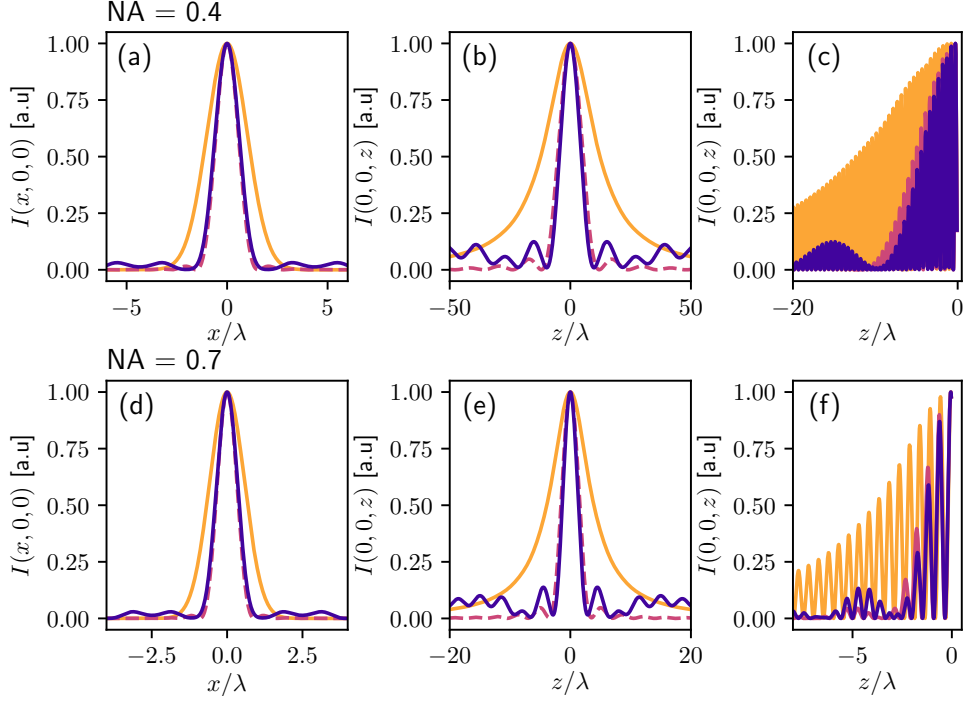 NA = 0.4
(a)
(b)
(c)
I(x, 0, 0) [a.u]
1.00
0.75
0.50
0.25
0.00
−5
0
5
x/λ
I(0, 0, z) [a.u]
1.00
0.75
0.50
0.25
0.00
−50
0
50
z/λ
I(0, 0, z) [a.u]
1.00
0.75
0.50
0.25
0.00
−20
0
z/λ
NA = 0.7
(d)
(e)
(f)
I(x, 0, 0) [a.u]
1.00
0.75
0.50
0.25
0.00
−2.5
0.0
2.5
x/λ
I(0, 0, z) [a.u]
1.00
0.75
0.50
0.25
0.00
−20
0
20
z/λ
I(0, 0, z) [a.u]
1.00
0.75
0.50
0.25
0.00
−5
0
z/λ